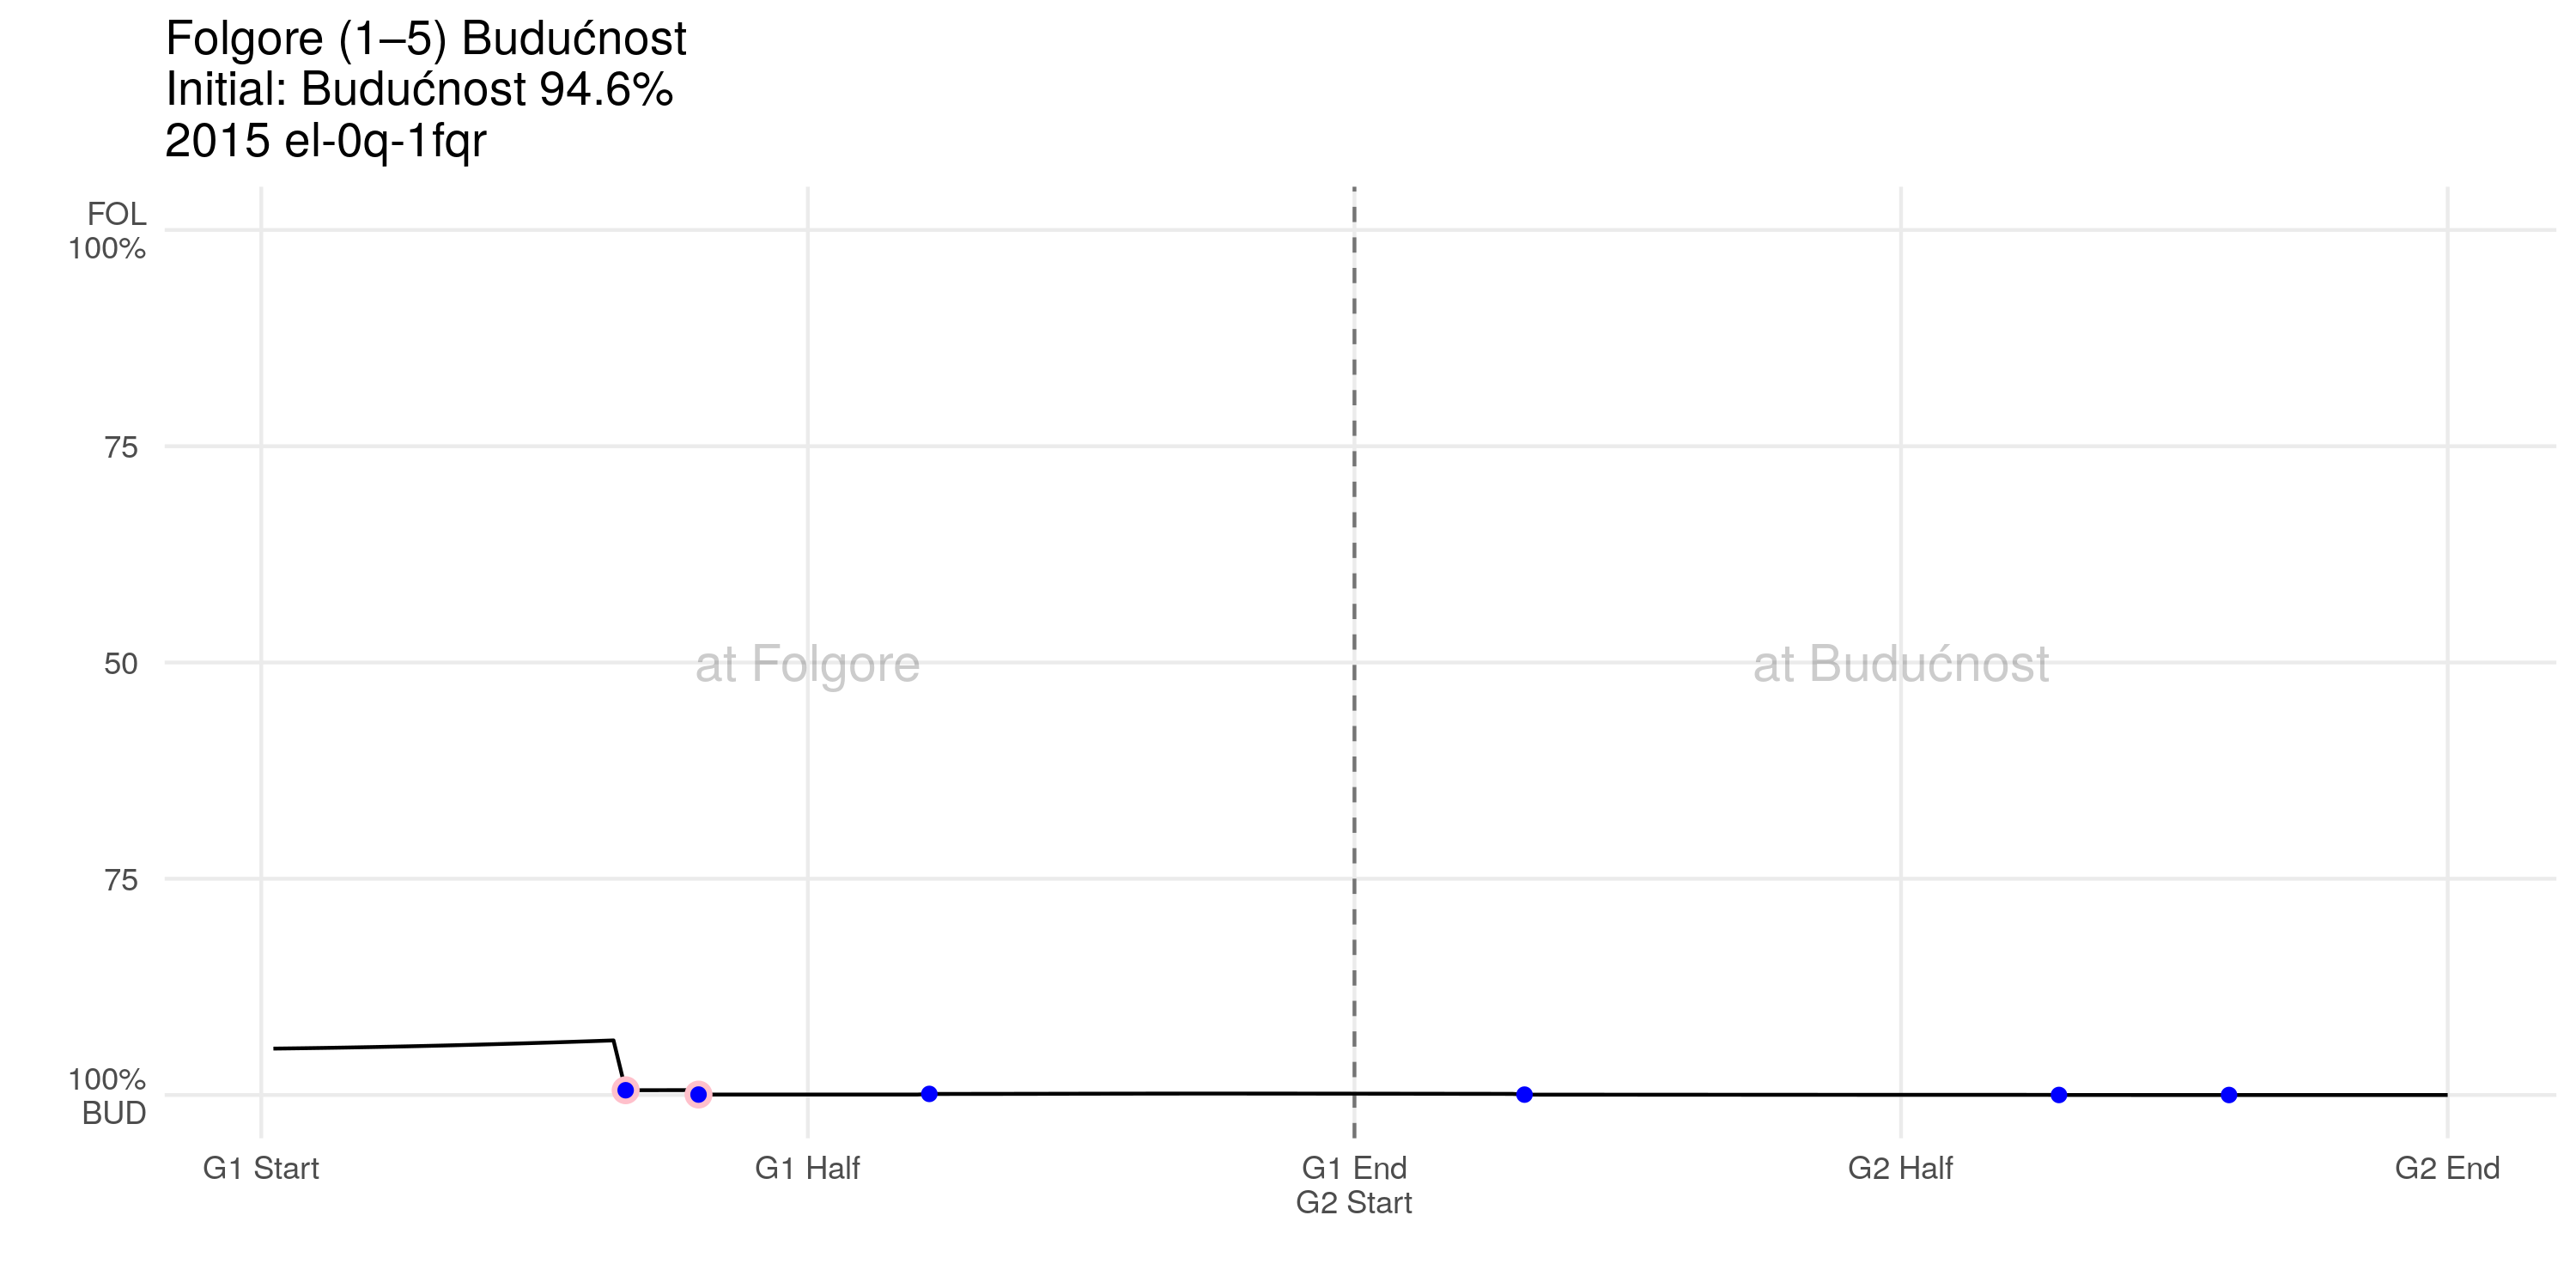 Folgore (1–5) Budućnost
Initial: Budućnost 94.6%
2015 el-0q-1fqr
FOL
100%
75
50
75
100%
BUD
at Folgore
at Budućnost
G1 Start
G1 Half
G1 End
G2 Start
G2 Half
G2 End